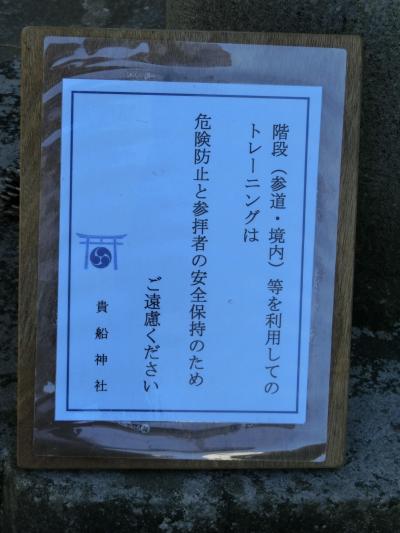 階段（参道・境内）等を利用しての
トレーニングは
危険防止と参拝者の安全保持のため
ご遠慮ください
貴船神社